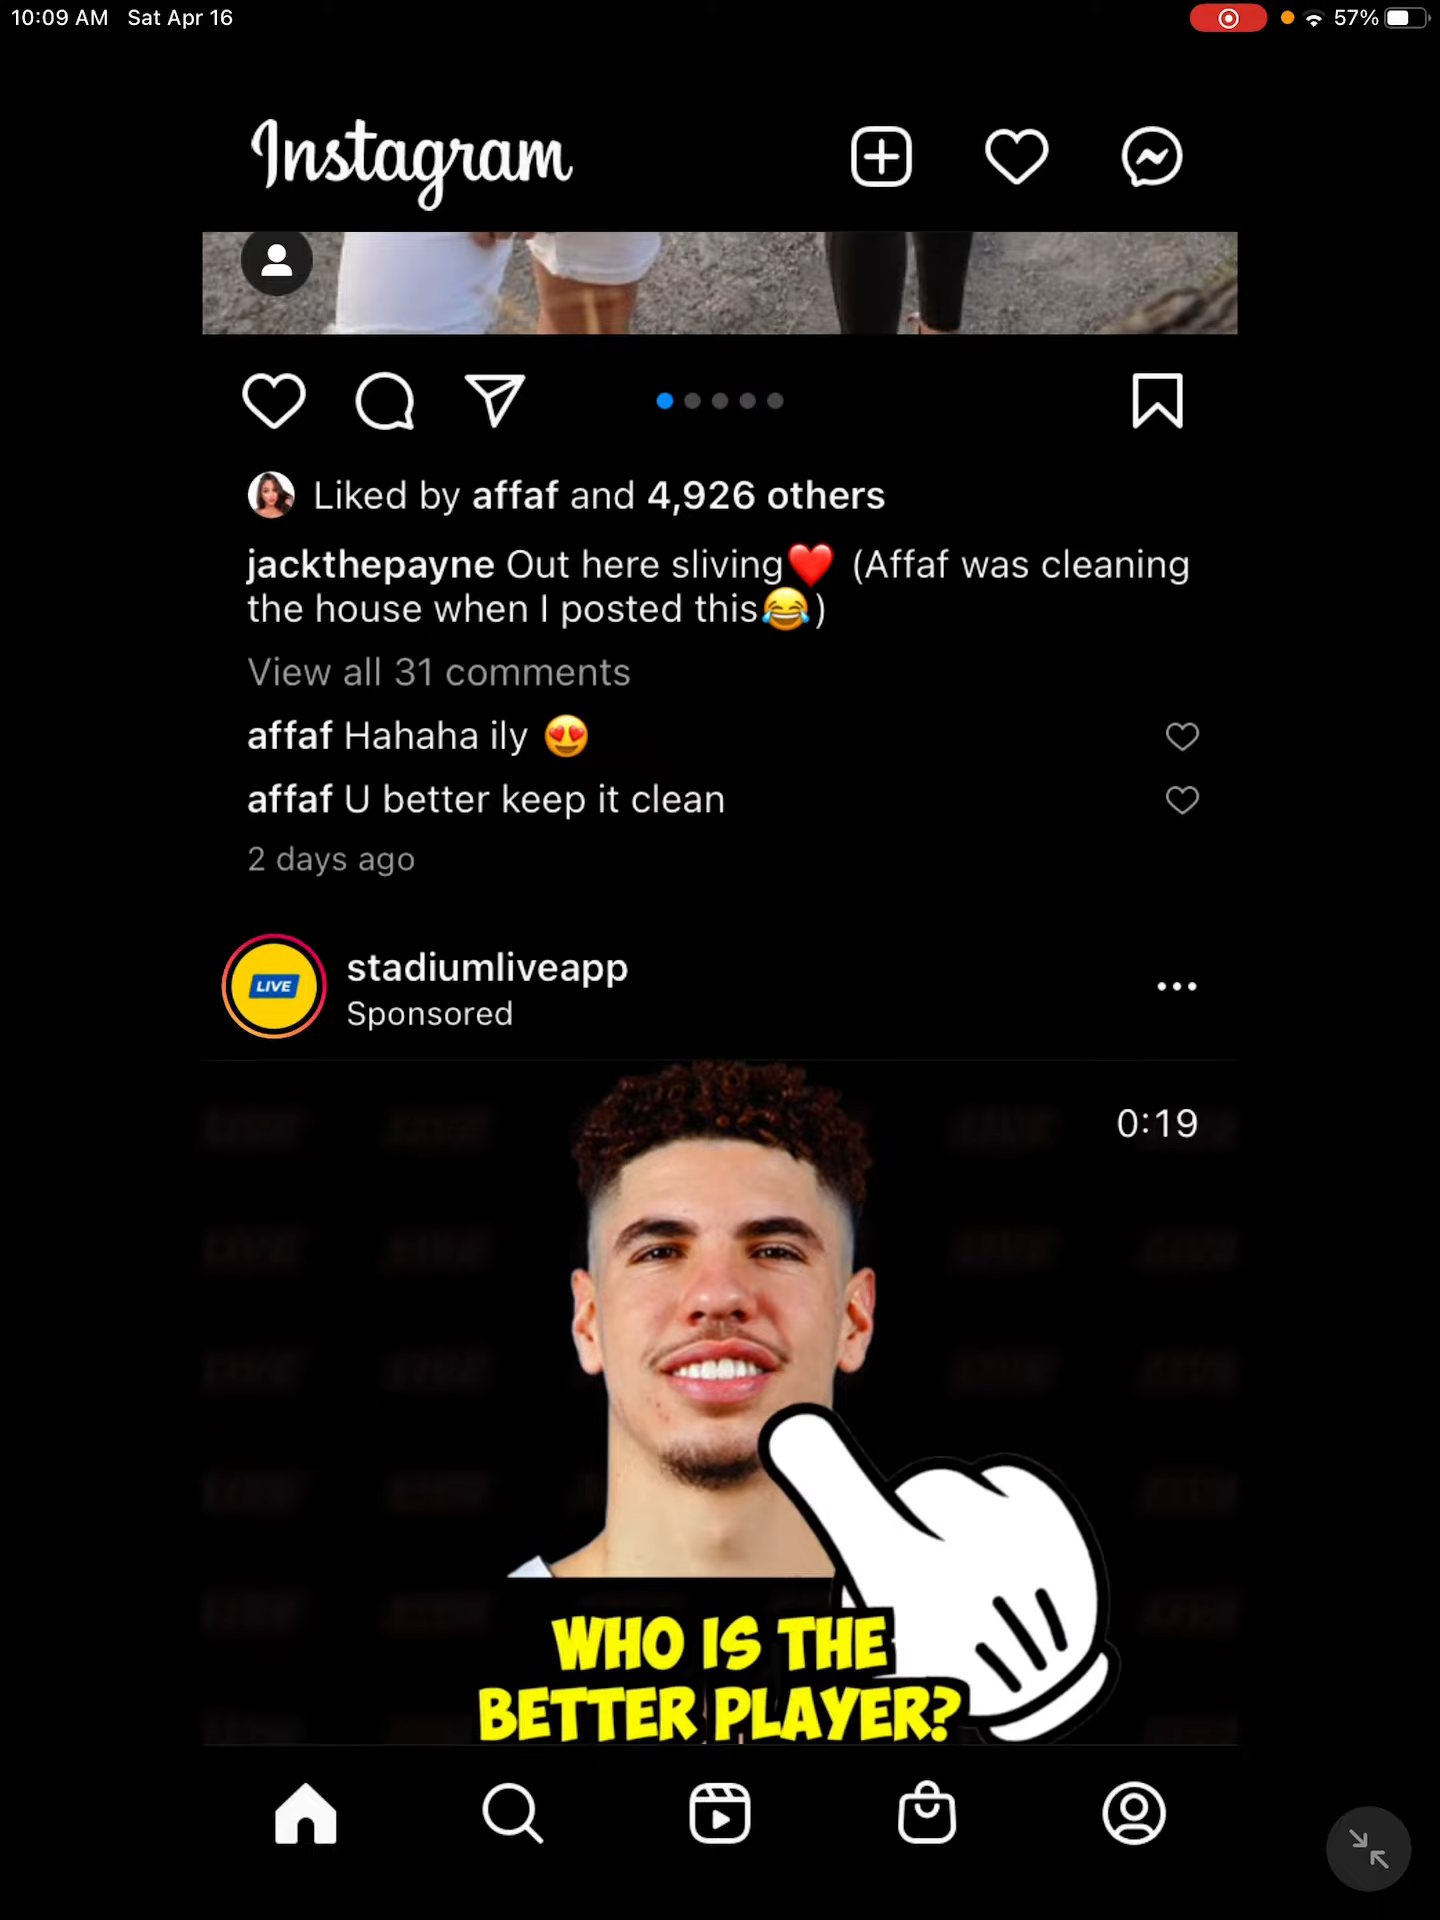 10:09 AM Sat Apr 16
57%
Instagram
Liked by affaf and 4,926 others
jackthepayne Out here sliving❤️ (Affaf was cleaning
the house when I posted this😂)
View all 31 comments
affaf Hahaha ily 😍
affaf U better keep it clean
2 days ago
LIVE
stadiumliveapp
Sponsored
0:19
WHO IS THE
BETTER PLAYER?